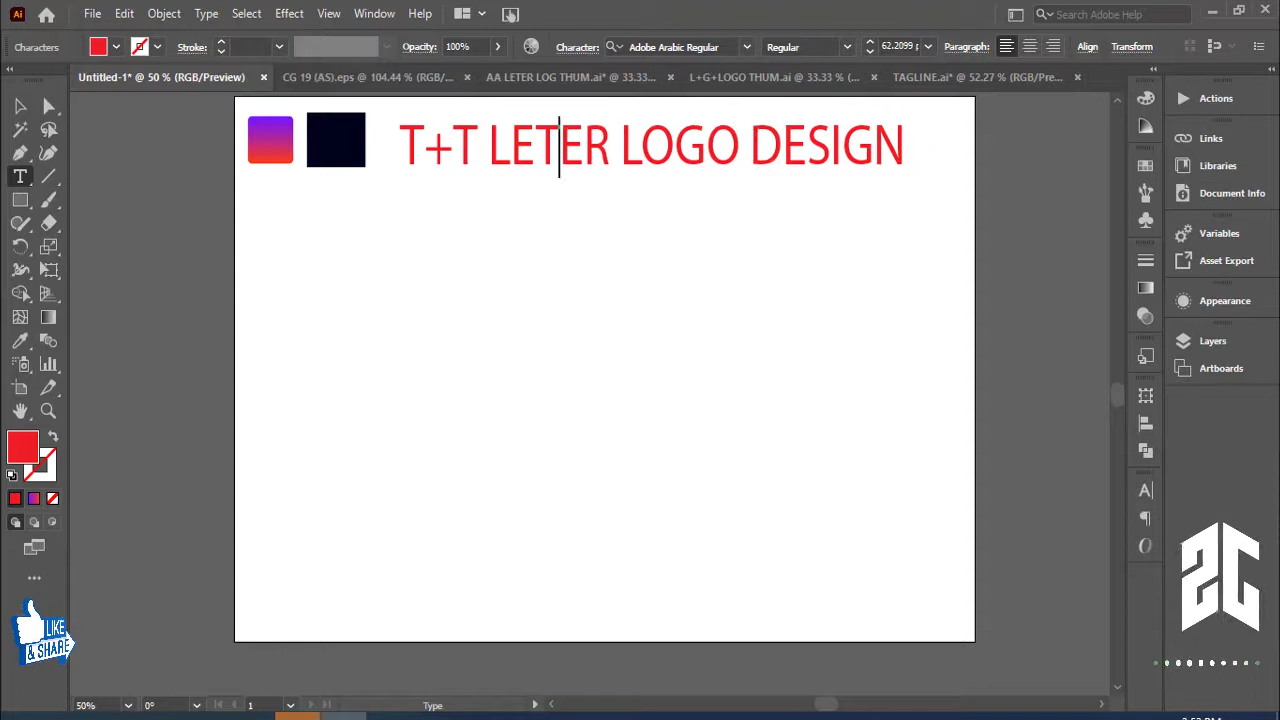 Ai File Edit Object Type Select Effect View Window Help Search Adobe Help
Characters Stroke: Opacity: 100% Character: Adobe Arabic Regular Regular 62.2099 p Paragraph: Align Transform
Untitled-1* @ 50 % (RGB/Preview) × CG 19 (AS).eps @ 104.44 % (RGB/... × AA LETER LOG THUM.ai* @ 33.33... × L+G+LOGO THUM.ai @ 33.33 % (... × TAGLINE.ai* @ 52.27 % (RGB/Pre... ×
T+T LETER LOGO DESIGN
Actions
Links
Libraries
Document Info
Variables
Asset Export
Appearance
Layers
Artboards
LIKE
& SHARE
50% 0° 1 Type